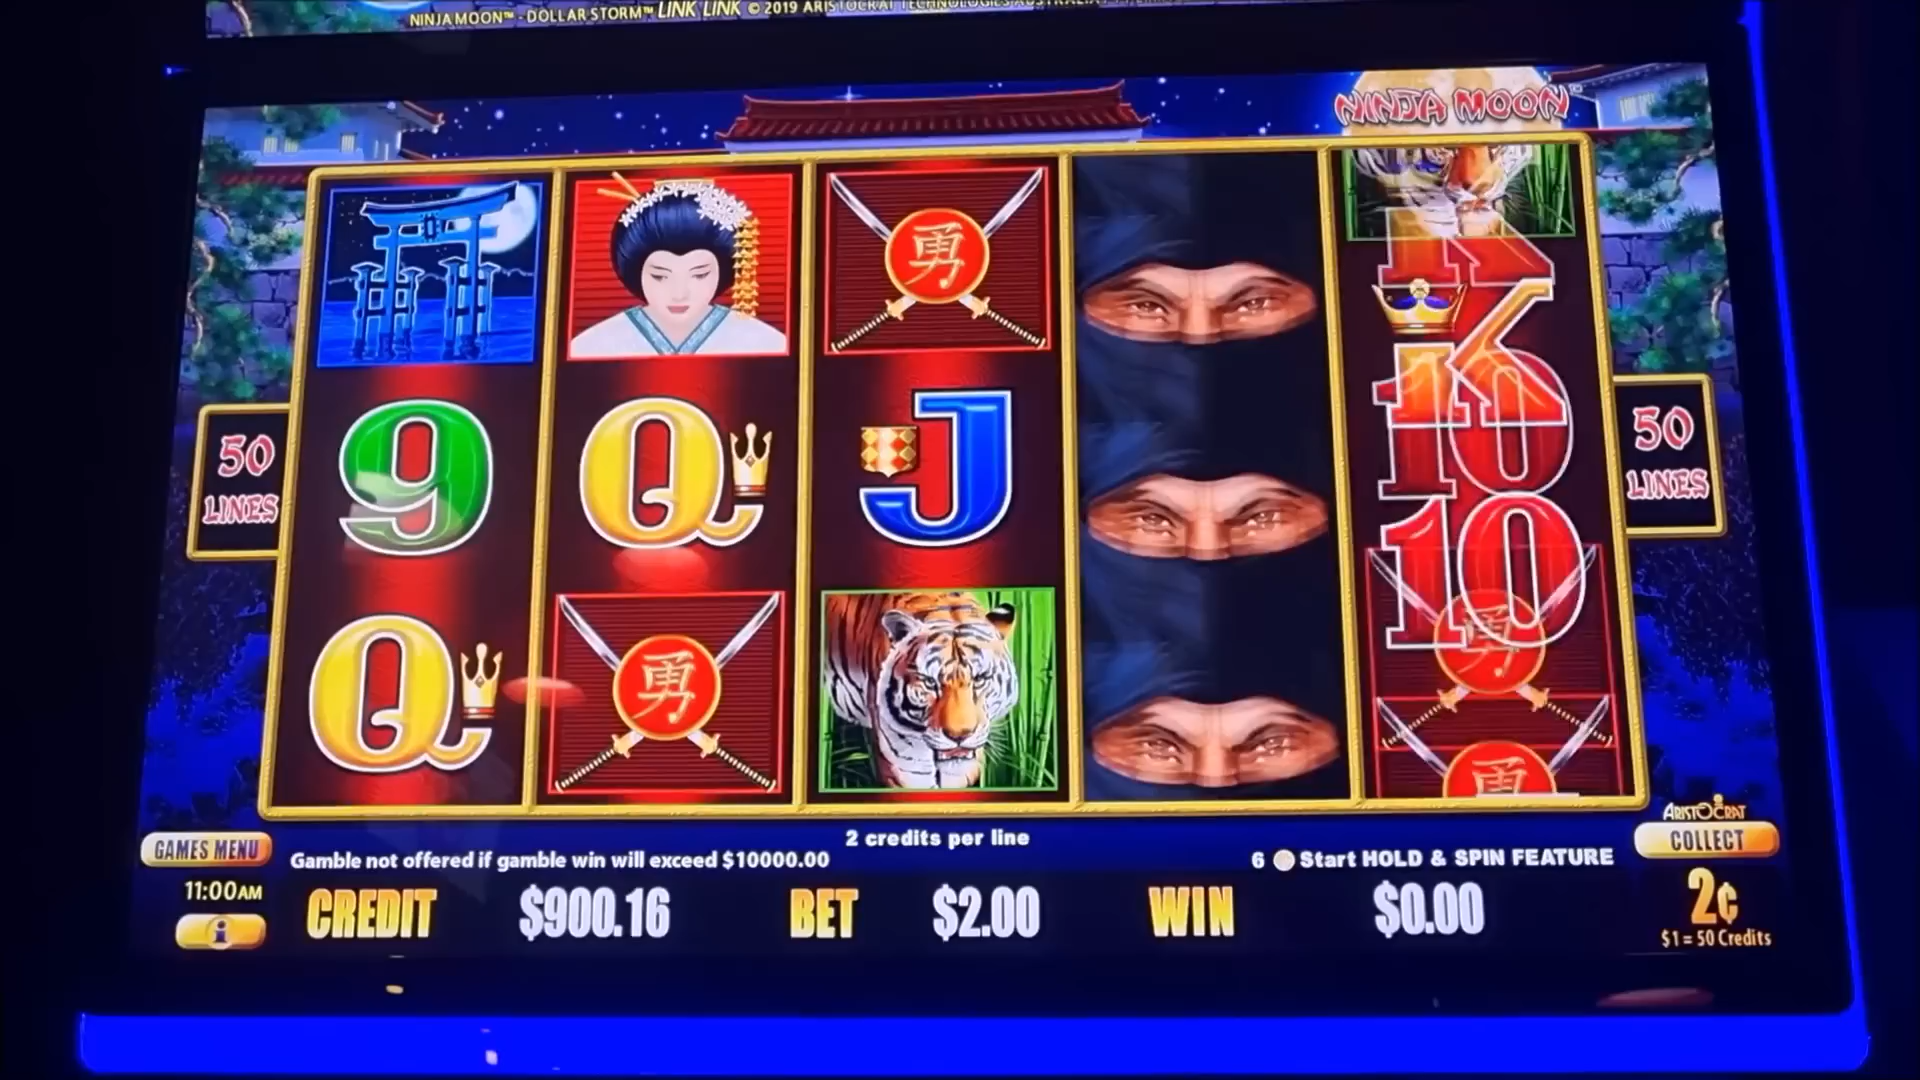 NINJA MOON™ - DOLLAR STORM™ LINK LINK © 2019 ARISTOCRAT TECHNOLOGIES AUSTRALIA
NINJA MOON™
勇
K
50
LINES
9
Q
J
10
10
50
LINES
Q
勇
勇
勇
ARISTOCRAT
GAMES MENU
2 credits per line
COLLECT
Gamble not offered if gamble win will exceed $10000.00
6 Start HOLD & SPIN FEATURE
11:00AM
CREDIT $900.16 BET $2.00 WIN $0.00
2¢
i
$1 = 50 Credits